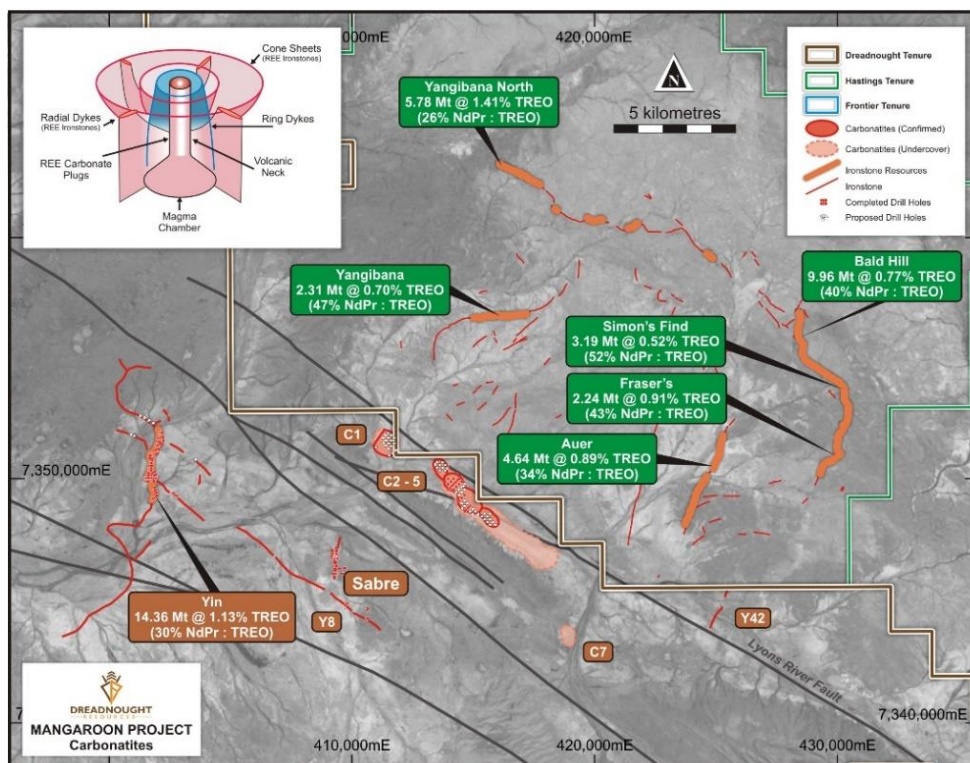 Cone Sheets
(REE Ironstones)
Radial Dykes
(REE Ironstones)
Ring Dykes
REE Carbonate
Plugs
Volcanic
Neck
Magma
Chamber
000mE
420,000mE
N
5 kilometres
Dreadnought Tenure
Hastings Tenure
Frontier Tenure
Carbonatites (Confirmed)
Carbonatites (Undercover)
Ironstone Resources
Ironstone
Completed Drill Holes
Proposed Drill Holes
Yangibana North
5.78 Mt @ 1.41% TREO
(26% NdPr : TREO)
Yangibana
2.31 Mt @ 0.70% TREO
(47% NdPr : TREO)
Bald Hill
9.96 Mt @ 0.77% TREO
(40% NdPr : TREO)
Simon's Find
3.19 Mt @ 0.52% TREO
(52% NdPr : TREO)
Fraser's
2.24 Mt @ 0.91% TREO
(43% NdPr : TREO)
Auer
4.64 Mt @ 0.89% TREO
(34% NdPr : TREO)
C1
C2 - 5
7,350,000mE
Sabre
Yin
14.36 Mt @ 1.13% TREO
(30% NdPr : TREO)
Y8
Y42
C7
Lyons River Fault
DREADNOUGHT
RESOURCES
MANGAROON PROJECT
Carbonatites
410,000mE
420,000mE
430,000mE
7,340,000mE